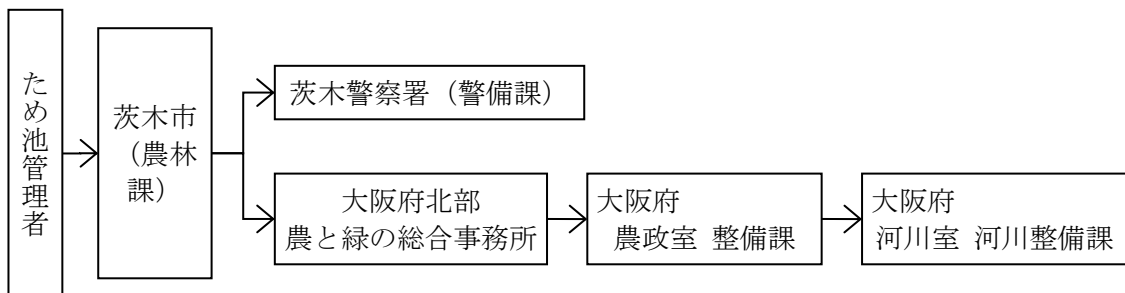 ため池管理者
茨木市
（農林
課）
茨木警察署（警備課）
大阪府北部
農と緑の総合事務所
大阪府
農政室 整備課
大阪府
河川室 河川整備課